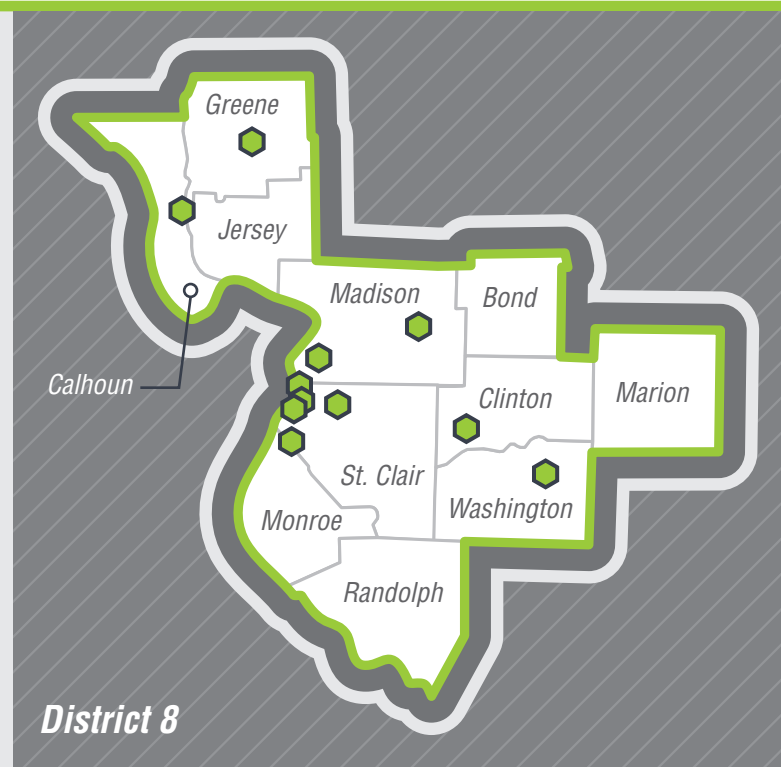 Greene
Jersey
Madison
Bond
Calhoun
Clinton
Marion
St. Clair
Washington
Monroe
Randolph
District 8